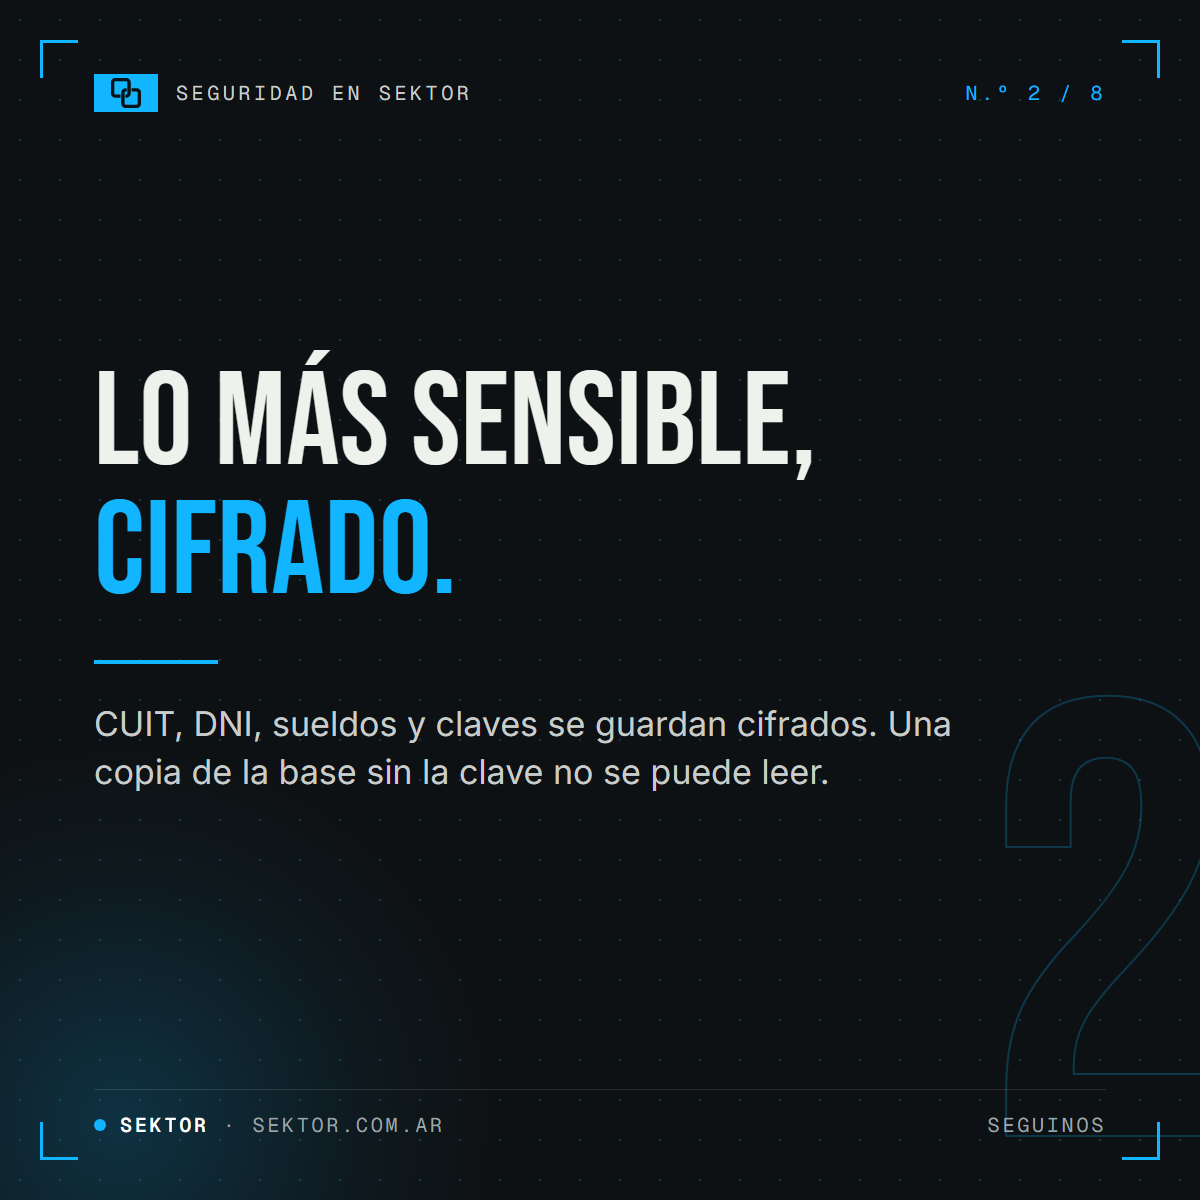 SEGURIDAD EN SEKTOR
N.º 2 / 8
LO MÁS SENSIBLE,
CIFRADO.
CUIT, DNI, sueldos y claves se guardan cifrados. Una
copia de la base sin la clave no se puede leer.
2
SEKTOR · SEKTOR.COM.AR
SEGUINOS